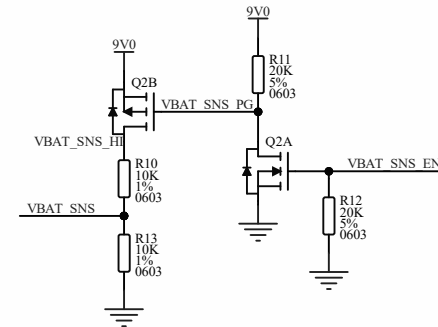 9V0
9V0
R11
20K
5%
0603
Q2B
VBAT_SNS_PG
VBAT_SNS_HI
Q2A
VBAT_SNS_EN
R10
10K
1%
0603
R12
20K
5%
0603
VBAT_SNS
R13
10K
1%
0603